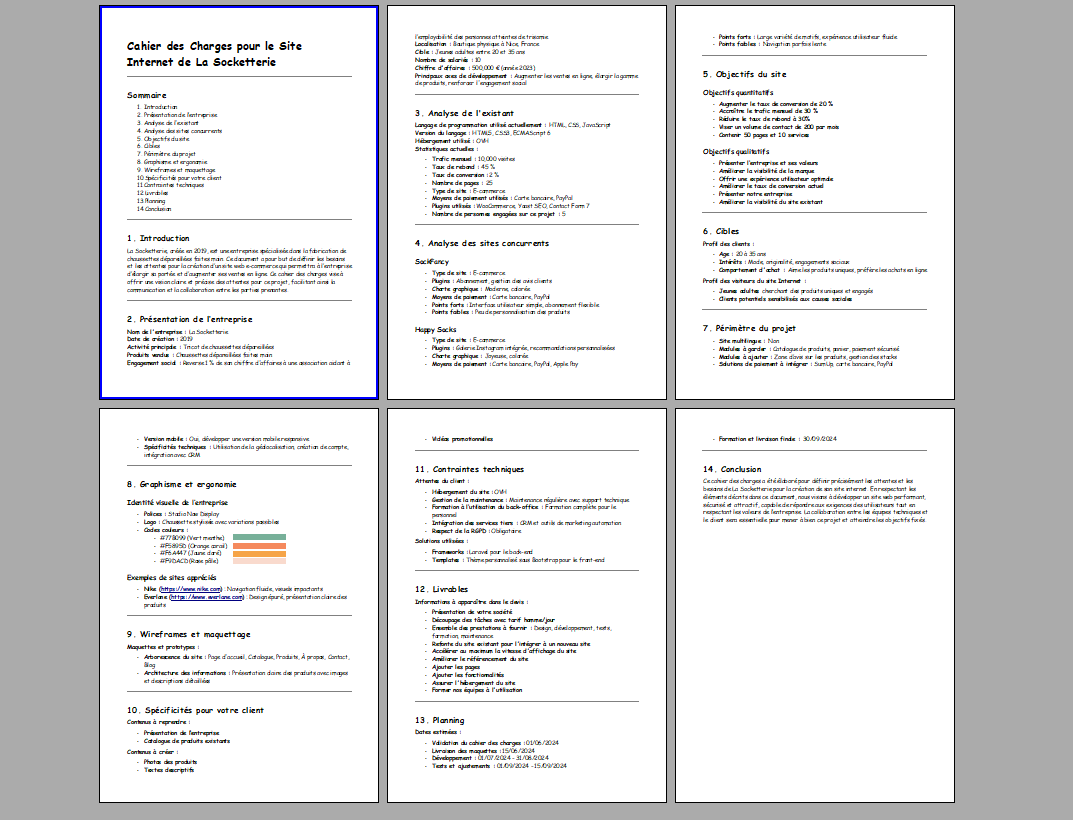 Cahier des Charges pour le Site
Internet de La Socketterie
Sommaire
1. Introduction
2. Présentation de l'entreprise
3. Analyse de l'existant
4. Analyse des sites concurrents
5. Objectifs du site
6. Cibles
7. Périmètre du projet
8. Graphisme et ergonomie
9. Wireframes et maquettage
10. Spécificités pour votre client
11. Contraintes techniques
12. Livrables
13. Planning
14. Conclusion
1. Introduction
La Socketterie, créée en 2019, est une entreprise spécialisée dans la fabrication de
chaussettes dépareillées faites main. Ce document a pour but de définir les besoins
et les attentes pour la création d'un site web e-commerce qui permettra à l'entreprise
d'élargir sa portée et d'augmenter ses ventes en ligne. Ce cahier des charges vise à
offrir une vision claire et précise des attentes pour ce projet, facilitant ainsi la
communication et la collaboration entre les parties prenantes
2. Présentation de l'entreprise
Nom de l'entreprise : La Socketterie
Date de création : 2019
Activité principale : Tricot de chaussettes dépareillées
Produits vendus : Chaussettes dépareillées faites main
Engagement social : Reverse 1 % de son chiffre d'affaires à une association aidant à
l'employabilité des personnes atteintes de trisomie
Localisation : Boutique physique à Nice, France
Cible : Jeunes adultes entre 20 et 35 ans
Nombre de salariés : 10
Chiffre d'affaires : 500,000 € (année 2023)
Principaux axes de développement : Augmenter les ventes en ligne, élargir la gamme
de produits, renforcer l'engagement social
3. Analyse de l'existant
Langage de programmation utilisé actuellement : HTML, CSS, JavaScript
Version du langage : HTML5, CSS3, ECMAScript 6
Hébergement utilisé : OVH
Statistiques actuelles :
- Trafic mensuel : 10,000 visites
- Taux de rebond : 45 %
- Taux de conversion : 2 %
- Nombre de pages : 25
- Type de site : E-commerce
- Moyens de paiement utilisés : Carte bancaire, PayPal
- Plugins utilisés : WooCommerce, Yoast SEO, Contact Form 7
- Nombre de personnes engagées sur ce projet : 5
4. Analyse des sites concurrents
SockFancy
- Type de site : E-commerce
- Plugins : Abonnement, gestion des avis clients
- Charte graphique : Moderne, colorée
- Moyens de paiement : Carte bancaire, PayPal
- Points forts : Interface utilisateur simple, abonnement flexible
- Points faibles : Peu de personnalisation des produits
Happy Socks
- Type de site : E-commerce
- Plugins : Galerie Instagram intégrée, recommandations personnalisées
- Charte graphique : Joyeuse, colorée
- Moyens de paiement : Carte bancaire, PayPal, Apple Pay
- Points forts : Large variété de motifs, expérience utilisateur fluide
- Points faibles : Navigation parfois lente
5. Objectifs du site
Objectifs quantitatifs
- Augmenter le taux de conversion de 20 %
- Accroître le trafic mensuel de 30 %
- Réduire le taux de rebond à 30%
- Viser un volume de contact de 200 par mois
- Contenir 50 pages et 10 services
Objectifs qualitatifs
- Présenter l'entreprise et ses valeurs
- Améliorer la visibilité de la marque
- Offrir une expérience utilisateur optimale
- Améliorer le taux de conversion actuel
- Présenter notre entreprise
- Améliorer la visibilité du site existant
6. Cibles
Profil des clients :
- Age : 20 à 35 ans
- Intérêts : Mode, originalité, engagements sociaux
- Comportement d'achat : Aime les produits uniques, préfère les achats en ligne
Profil des visiteurs du site Internet :
- Jeunes adultes cherchant des produits uniques et engagés
- Clients potentiels sensibilisés aux causes sociales
7. Périmètre du projet
- Site multilingue : Non
- Modules à garder : Catalogue de produits, panier, paiement sécurisé
- Modules à ajouter : Zone d'avis sur les produits, gestion des stocks
- Solutions de paiement à intégrer : SumUp, carte bancaire, PayPal
- Version mobile : Oui, développer une version mobile responsive
- Spécificités techniques : Utilisation de la géolocalisation, création de compte,
intégration avec CRM
8. Graphisme et ergonomie
Identité visuelle de l'entreprise
- Polices : Stadio Now Display
- Logo : Chaussette stylisée avec variations possibles
- Codes couleurs :
- #77B099 (Vert menthe)
- #F5895D (Orange corail)
- #F6A447 (Jaune doré)
- #F9DACD (Rose pâle)
Exemples de sites appréciés
- Nike (https://www.nike.com) : Navigation fluide, visuels impactants
- Everlane (https://www.everlane.com) : Design épuré, présentation claire des
produits
9. Wireframes et maquettage
Maquettes et prototypes :
- Arborescence du site : Page d'accueil, Catalogue, Produits, À propos, Contact,
Blog
- Architecture des informations : Présentation claire des produits avec images
et descriptions détaillées
10. Spécificités pour votre client
Contenus à reprendre :
- Présentation de l'entreprise
- Catalogue de produits existants
Contenus à créer :
- Photos des produits
- Textes descriptifs
- Vidéos promotionnelles
11. Contraintes techniques
Attentes du client :
- Hébergement du site : OVH
- Gestion de la maintenance : Maintenance régulière avec support technique
- Formation à l'utilisation du back-office : Formation complète pour le
personnel
- Intégration des services tiers : CRM et outils de marketing automation
- Respect de la RGPD : Obligatoire
Solutions utilisées :
- Frameworks : Laravel pour le back-end
- Templates : Thème personnalisé sous Bootstrap pour le front-end
12. Livrables
Informations à apparaître dans le devis :
- Présentation de votre société
- Découpage des tâches avec tarif homme/jour
- Ensemble des prestations à fournir : Design, développement, tests,
formation, maintenance
- Refonte du site existant pour l'intégrer à un nouveau site
- Accélérer au maximum la vitesse d'affichage du site
- Améliorer le référencement du site
- Ajouter les pages
- Ajouter les fonctionnalités
- Assurer l'hébergement du site
- Former nos équipes à l'utilisation
13. Planning
Dates estimées :
- Validation du cahier des charges : 01/06/2024
- Livraison des maquettes : 15/06/2024
- Développement : 01/07/2024 - 31/08/2024
- Tests et ajustements : 01/09/2024 - 15/09/2024
- Formation et livraison finale : 30/09/2024
14. Conclusion
Ce cahier des charges a été élaboré pour définir précisément les attentes et les
besoins de La Socketterie pour la création de son site internet. En respectant les
éléments décrits dans ce document, nous visons à développer un site web performant,
sécurisé et attractif, capable de répondre aux exigences des utilisateurs tout en
respectant les valeurs de l'entreprise. La collaboration entre les équipes techniques et
le client sera essentielle pour mener à bien ce projet et atteindre les objectifs fixés.